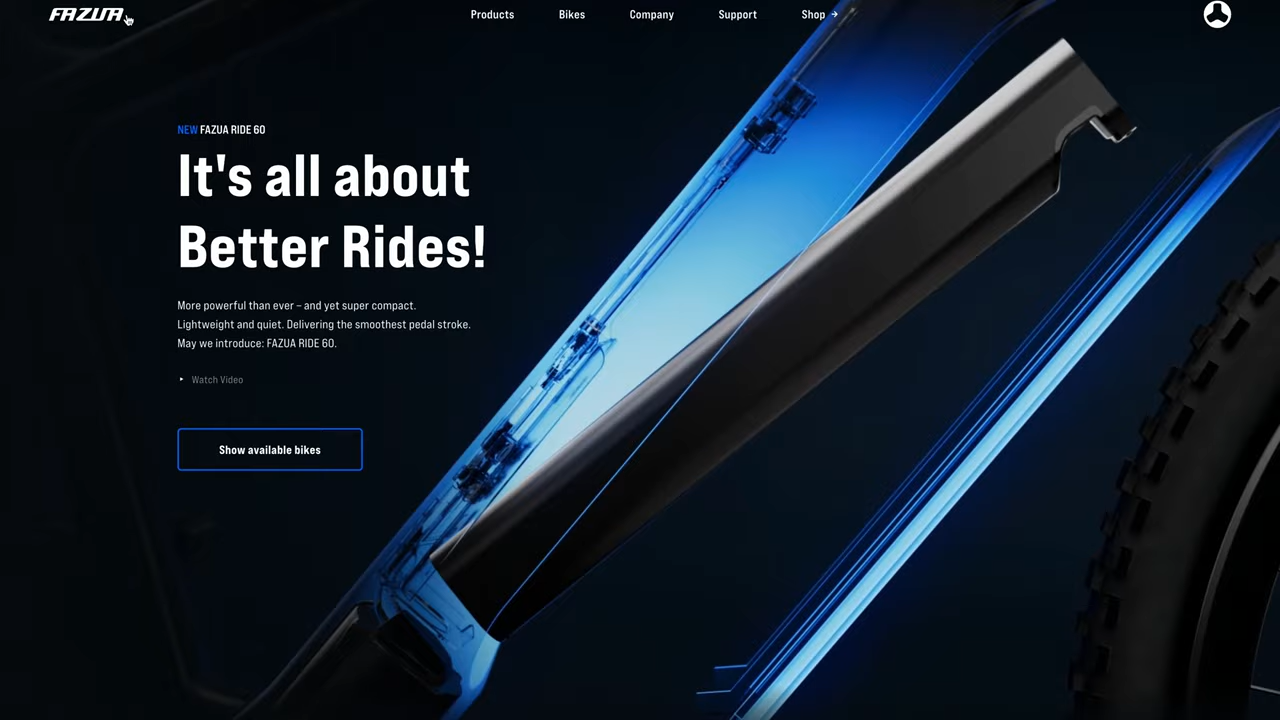 FAZUA
Products Bikes Company Support Shop →
NEW FAZUA RIDE 60
It's all about
Better Rides!
More powerful than ever – and yet super compact.
Lightweight and quiet. Delivering the smoothest pedal stroke.
May we introduce: FAZUA RIDE 60.
Watch Video
Show available bikes